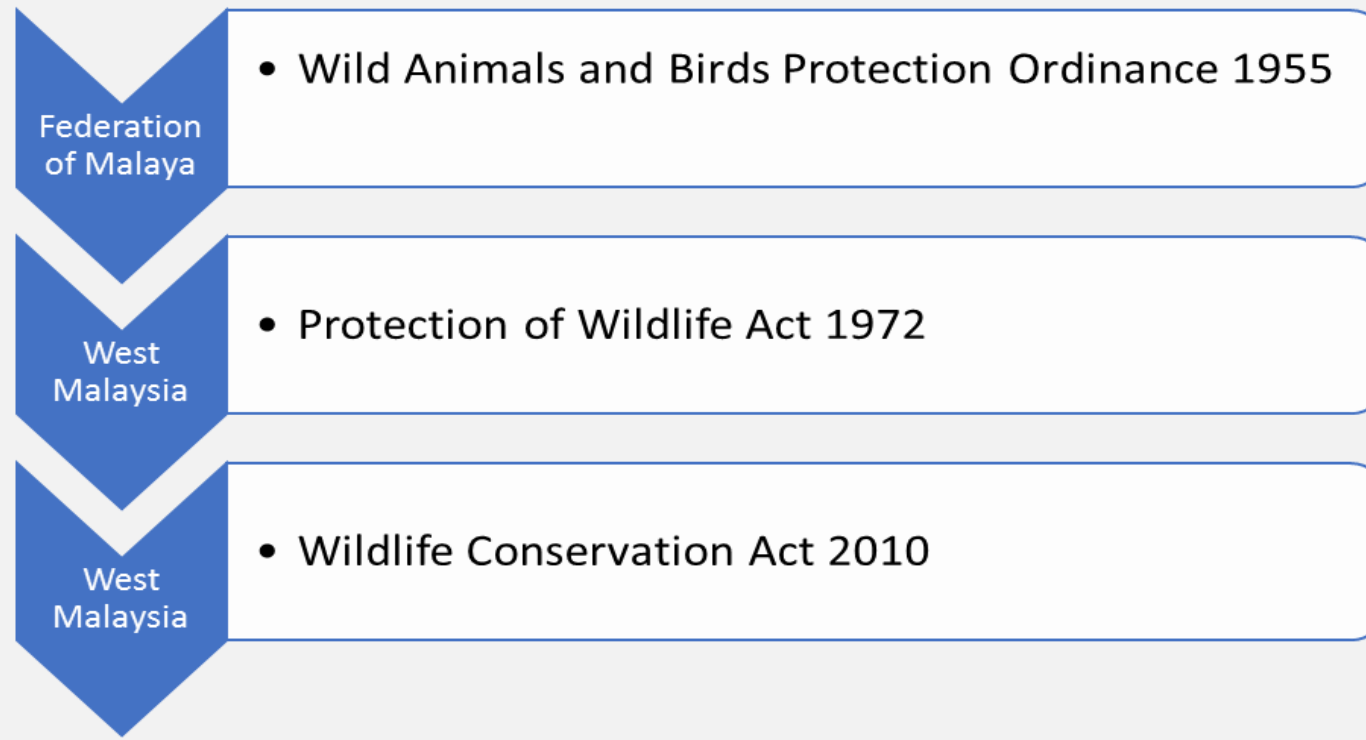 Federation
of Malaya
• Wild Animals and Birds Protection Ordinance 1955
West
Malaysia
• Protection of Wildlife Act 1972
West
Malaysia
• Wildlife Conservation Act 2010